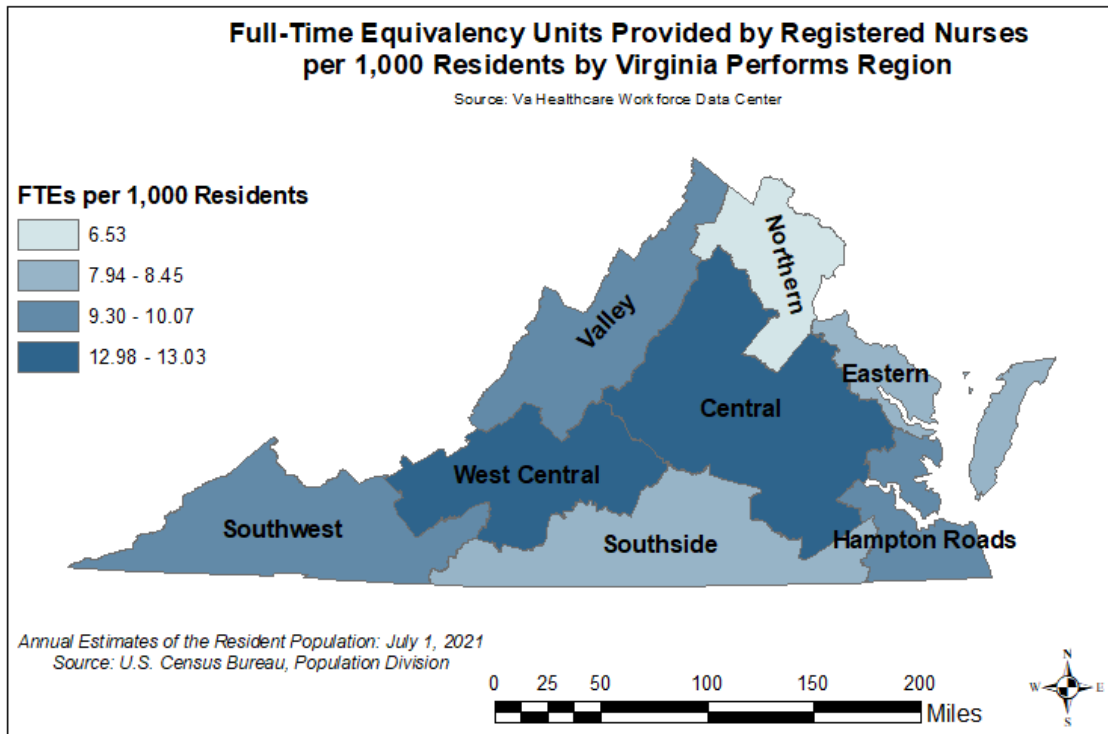 Full-Time Equivalency Units Provided by Registered Nurses
per 1,000 Residents by Virginia Performs Region
Source: Va Healthcare Workforce Data Center
FTEs per 1,000 Residents
6.53
7.94 - 8.45
9.30 - 10.07
12.98 - 13.03
Northern
Valley
Eastern
Central
West Central
Southwest
Southside
Hampton Roads
Annual Estimates of the Resident Population: July 1, 2021
Source: U.S. Census Bureau, Population Division
0 25 50 100 150 200
Miles
N
W E
S